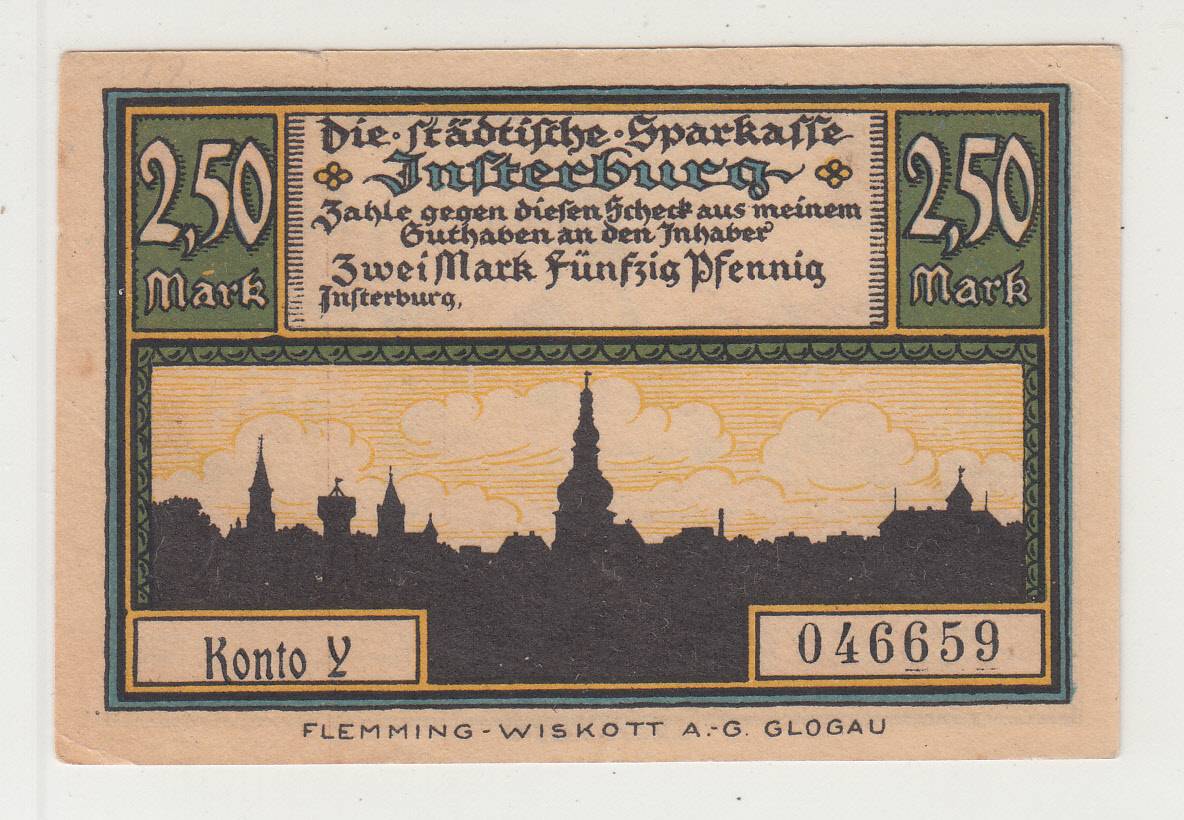 Die städtische Sparkasse
Insterburg
Zahle gegen diesen Scheck aus meinem
Guthaben an den Inhaber
Zwei Mark Fünfzig Pfennig
Insterburg,
2,50
Mark
2,50
Mark
Konto Y
046659
FLEMMING-WISKOTT A.-G. GLOGAU